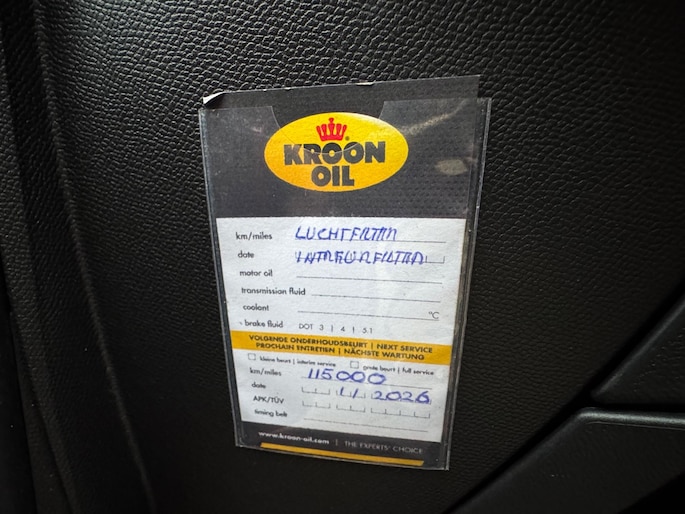 KROON
OIL
km/miles LUCHTFILTER
date INTERIEURFILTER
motor oil
transmission fluid
coolant °C
brake fluid DOT 3 | 4 | 5.1
VOLGENDE ONDERHOUDSBEURT | NEXT SERVICE
PROCHAIN ENTRETIEN | NÄCHSTE WARTUNG
kleine beurt | interim service grote beurt | full service
km/miles 115000
date 11 2026
APK/TÜV
timing belt
www.kroon-oil.com | THE EXPERTS' CHOICE